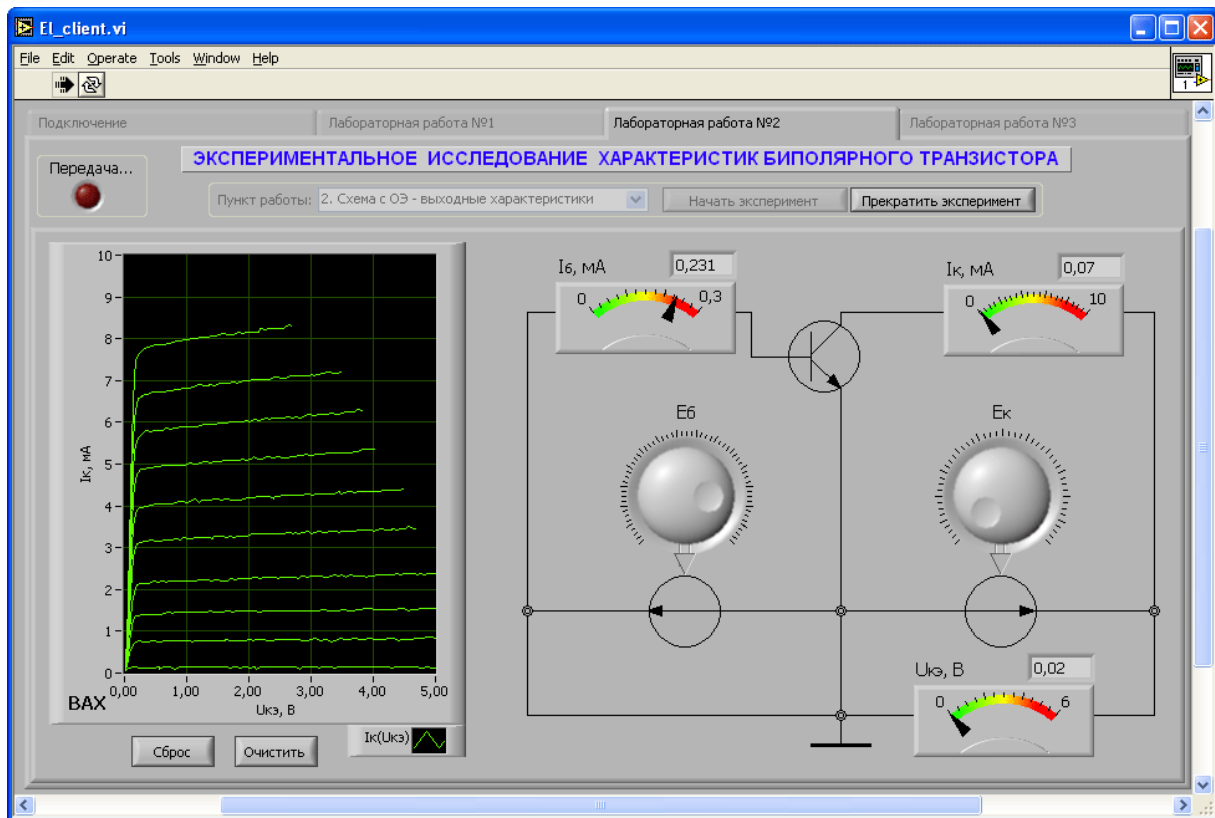 El_client.vi
File Edit Operate Tools Window Help
1
Подключение
Лабораторная работа №1
Лабораторная работа №2
Лабораторная работа №3
Передача...
ЭКСПЕРИМЕНТАЛЬНОЕ ИССЛЕДОВАНИЕ ХАРАКТЕРИСТИК БИПОЛЯРНОГО ТРАНЗИСТОРА
Пункт работы: 2. Схема с ОЭ - выходные характеристики
Начать эксперимент
Прекратить эксперимент
10
9
8
7
6
5
4
3
2
1
0
Iк, мА
0,00 1,00 2,00 3,00 4,00 5,00
Uкэ, В
ВАХ
Iк(Uкэ)
Сброс
Очистить
Iб, мА 0,231
0 0,3
Iк, мА 0,07
0 10
Eб
Eк
Uкэ, В 0,02
0 6